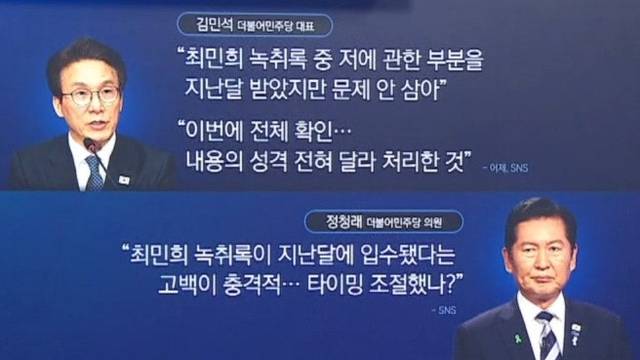 김민석 더불어민주당 대표
“최민희 녹취록 중 저에 관한 부분을
지난달 받았지만 문제 안 삼아”
“이번에 전체 확인…
내용의 성격 전혀 달라 처리한 것”
- 어제, SNS
정청래 더불어민주당 의원
“최민희 녹취록이 지난달에 입수됐다는
고백이 충격적… 타이밍 조절했나?”
- SNS